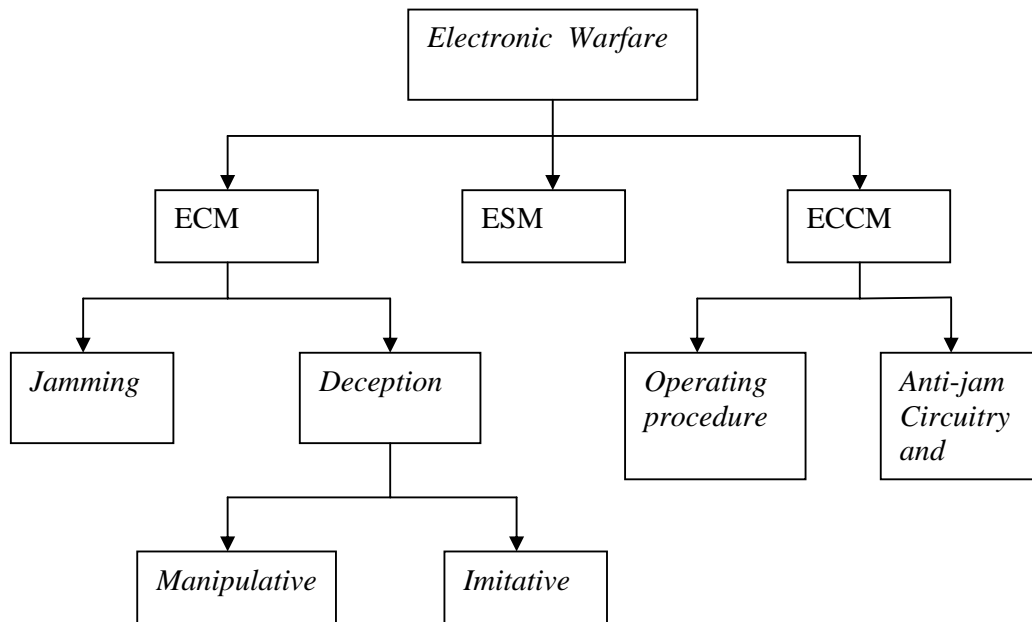 Electronic Warfare
ECM
ESM
ECCM
Jamming
Deception
Operating
procedure
Anti-jam
Circuitry
and
Manipulative
Imitative